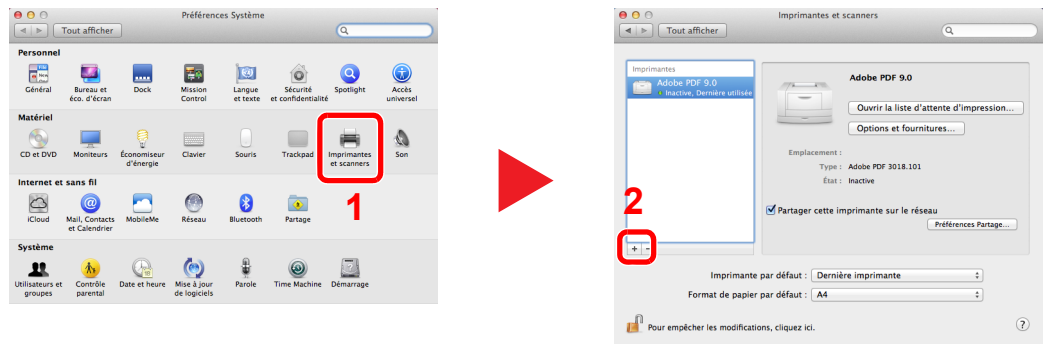 Préférences Système
Tout afficher
Personnel
Général
Bureau et
éco. d'écran
Dock
Mission
Control
Langue
et texte
Sécurité
et confidentialité
Spotlight
Accès
universel
Matériel
CD et DVD
Moniteurs
Économiseur
d'énergie
Clavier
Souris
Trackpad
Imprimantes
et scanners
Son
1
Internet et sans fil
iCloud
Mail, Contacts
et Calendrier
MobileMe
Réseau
Bluetooth
Partage
Système
Utilisateurs et
groupes
Contrôle
parental
Date et heure
Mise à jour
de logiciels
Parole
Time Machine
Démarrage
Imprimantes et scanners
Tout afficher
Imprimantes
Adobe PDF 9.0
Inactive, Dernière utilisée
2
+ -
Adobe PDF 9.0
Ouvrir la liste d'attente d'impression...
Options et fournitures...
Emplacement :
Type : Adobe PDF 3018.101
État : Inactive
Partager cette imprimante sur le réseau
Préférences Partage...
Imprimante par défaut : Dernière imprimante
Format de papier par défaut : A4
Pour empêcher les modifications, cliquez ici.
?